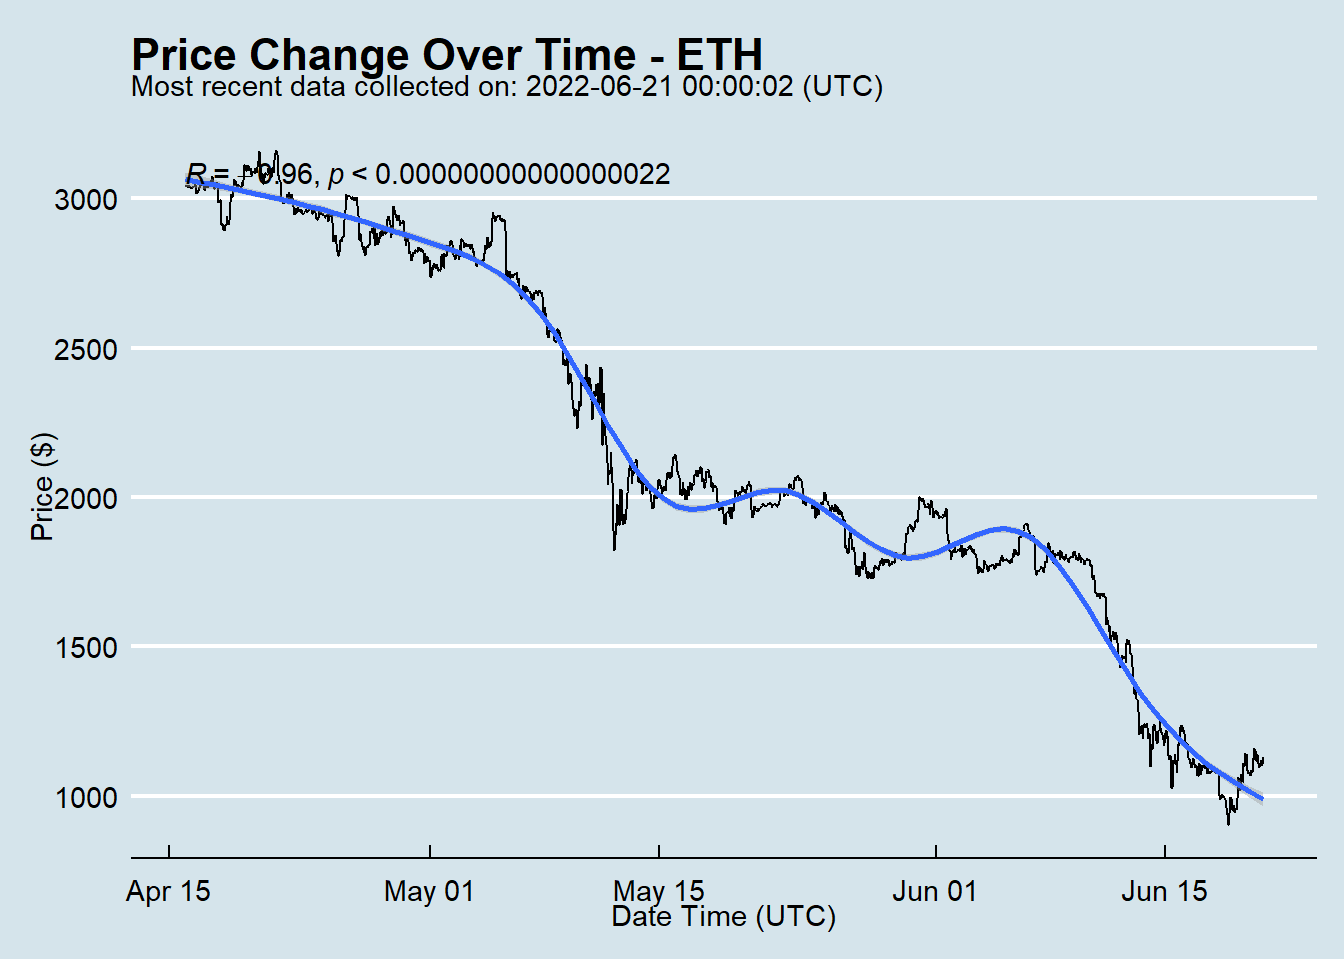 Price Change Over Time - ETH
Most recent data collected on: 2022-06-21 00:00:02 (UTC)
R = −0.96, p < 0.00000000000000022
3000
2500
2000
1500
1000
Price ($)
Apr 15 May 01 May 15 Jun 01 Jun 15
Date Time (UTC)